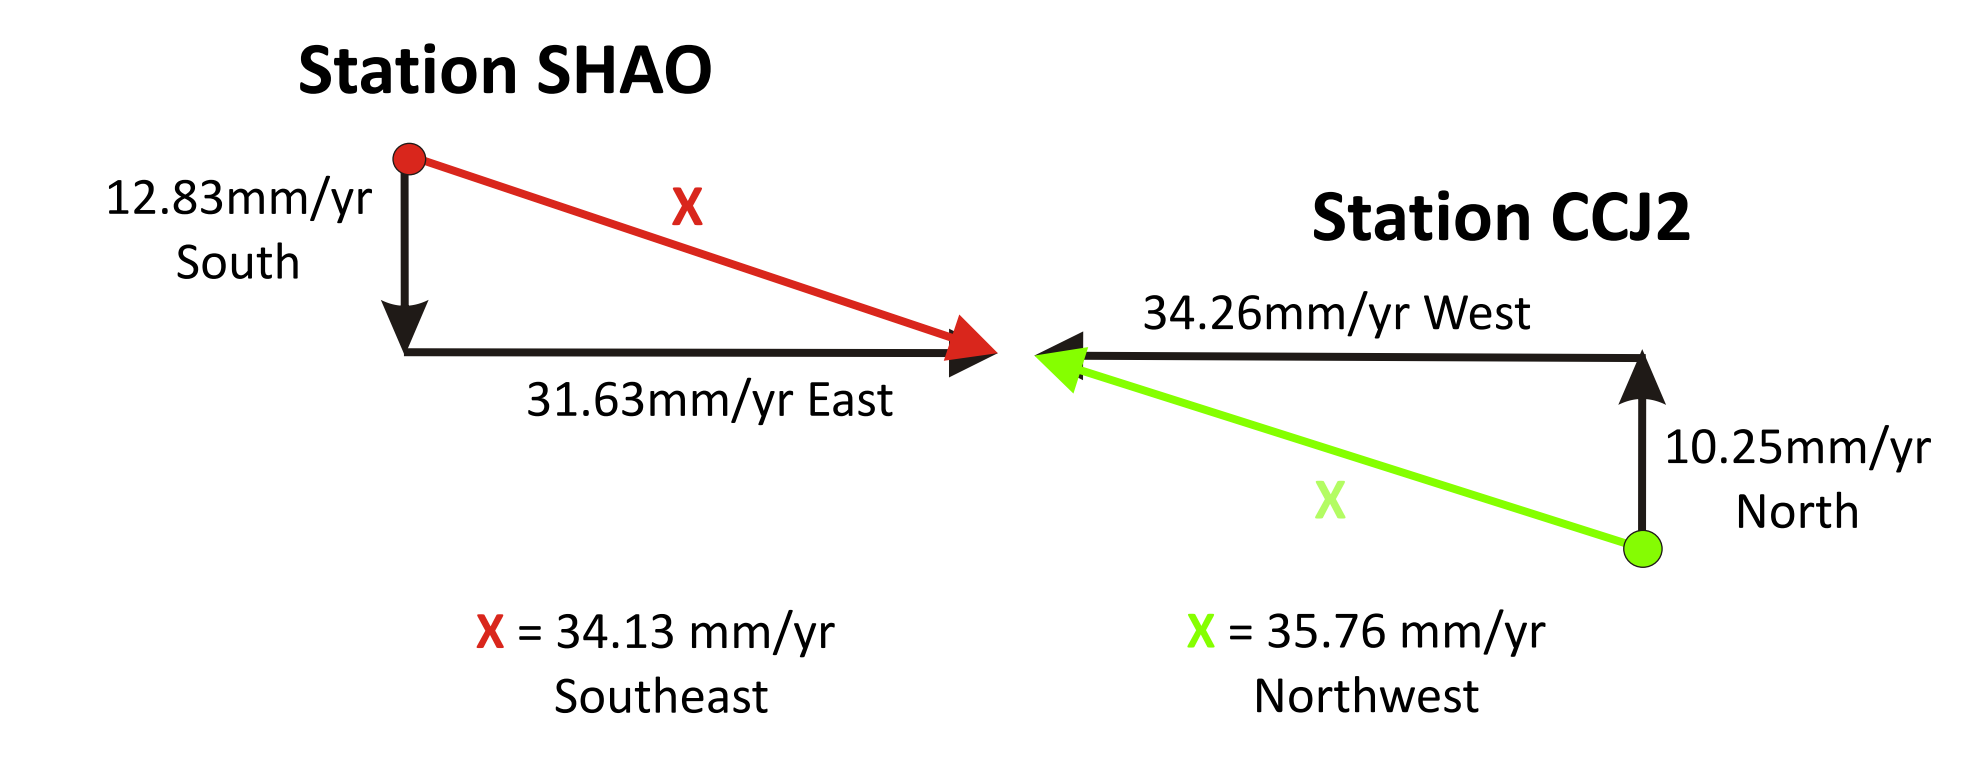 Station SHAO
12.83mm/yr
South
X
31.63mm/yr East
X = 34.13 mm/yr
Southeast
Station CCJ2
34.26mm/yr West
10.25mm/yr
North
X
X = 35.76 mm/yr
Northwest